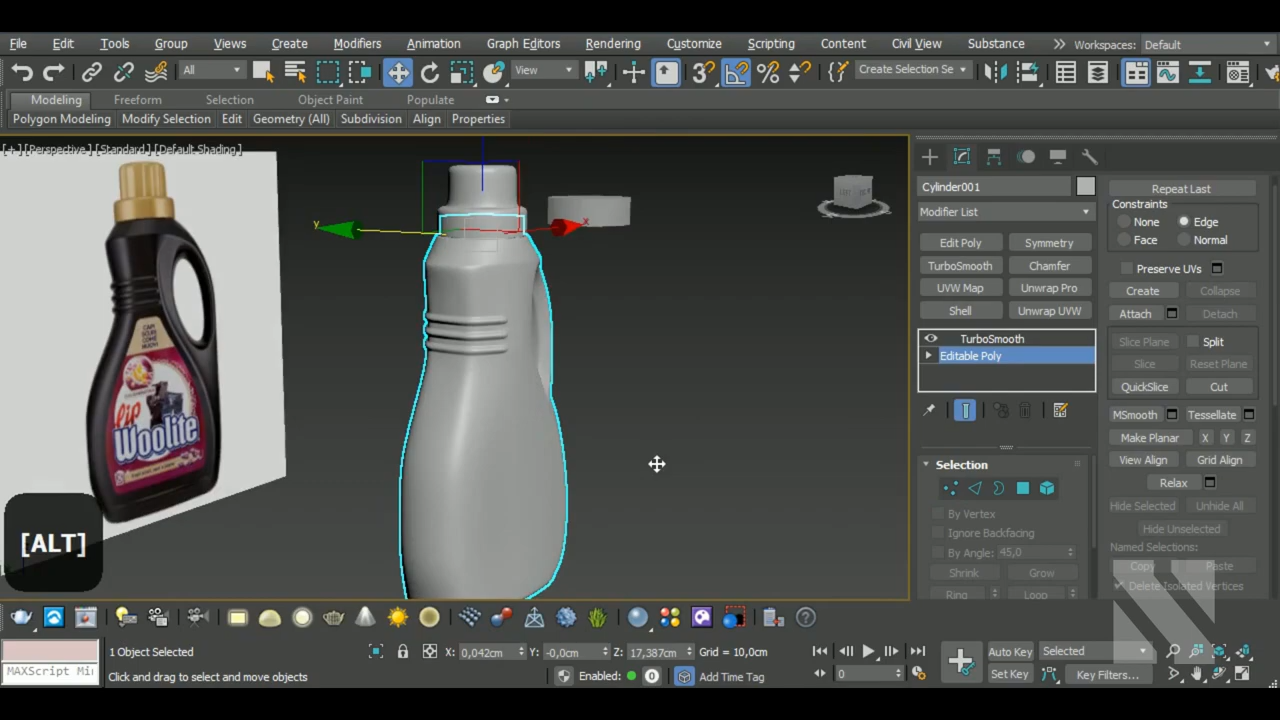 File Edit Tools Group Views Create Modifiers Animation Graph Editors Rendering Customize Scripting Content Civil View Substance Workspaces: Default
All View Create Selection Se
Modeling Freeform Selection Object Paint Populate
Polygon Modeling Modify Selection Edit Geometry (All) Subdivision Align Properties
[+] [Perspective] [Standard] [Default Shading]
Cylinder001
Modifier List
Edit Poly Symmetry
TurboSmooth Chamfer
UVW Map Unwrap Pro
Shell Unwrap UVW
TurboSmooth
Editable Poly
Selection
By Vertex
Ignore Backfacing
By Angle: 45,0
Shrink Grow
Ring Loop
Repeat Last
Constraints
None Edge
Face Normal
Preserve UVs
Create Collapse
Attach Detach
Slice Plane Split
Slice Reset Plane
QuickSlice Cut
MSmooth Tessellate
Make Planar X Y Z
View Align Grid Align
Relax
Hide Selected Unhide All
Hide Unselected
Named Selections:
Copy Paste
Delete Isolated Vertices
lip
Woolite
[ALT]
1 Object Selected X: 0,042cm Y: -0,0cm Z: 17,387cm Grid = 10,0cm Auto Key Selected
MAXScript Mi Click and drag to select and move objects Enabled: 0 Add Time Tag 0 Set Key Key Filters...